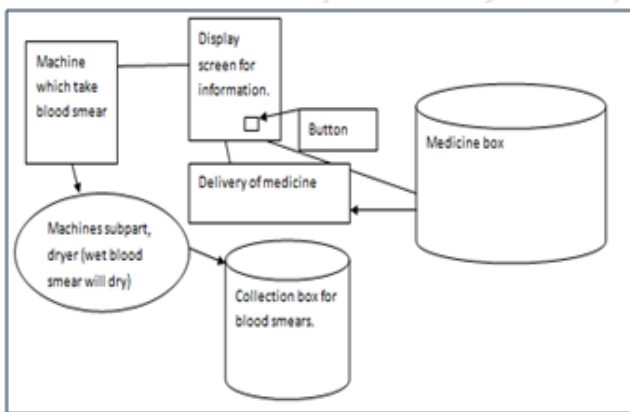 Machine
which take
blood smear
Display
screen for
information.
Button
Medicine box
Delivery of medicine
Machines subpart,
dryer (wet blood
smear will dry)
Collection box for
blood smears.